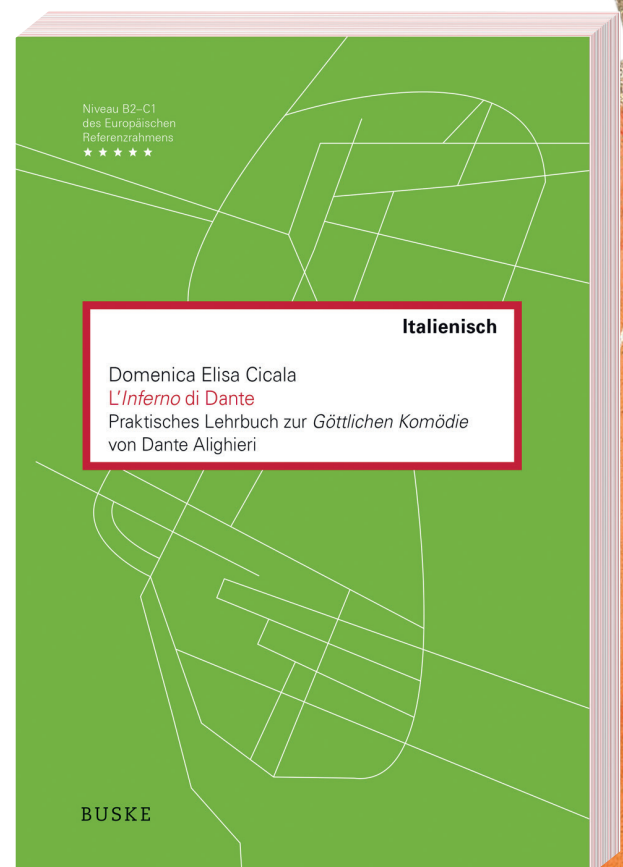 Niveau B2–C1
des Europäischen
Referenzrahmens
★ ★ ★ ★ ★
Italienisch
Domenica Elisa Cicala
L'Inferno di Dante
Praktisches Lehrbuch zur Göttlichen Komödie
von Dante Alighieri
BUSKE